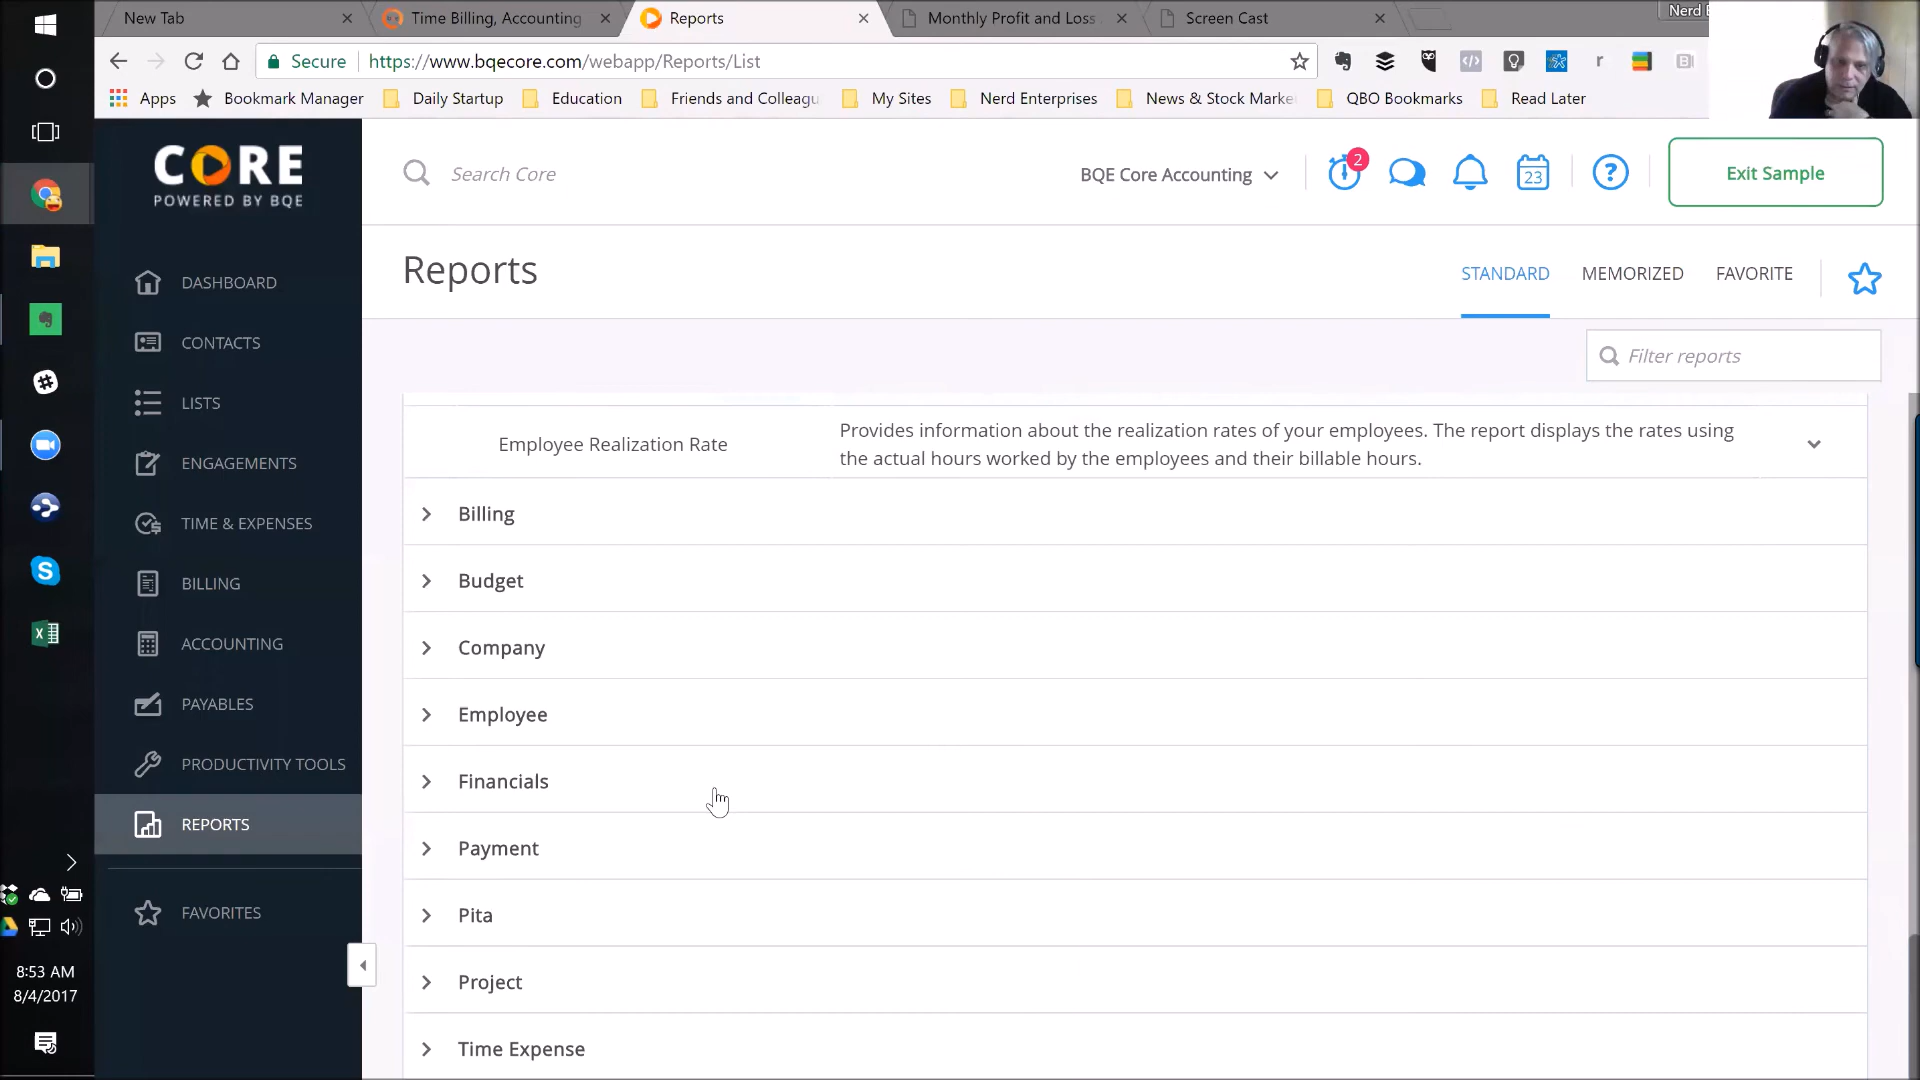 New Tab
Time Billing, Accounting
Reports
Monthly Profit and Loss
Screen Cast
Nerd
Secure
https://www.bqecore.com/webapp/Reports/List
r
B
Apps
Bookmark Manager
Daily Startup
Education
Friends and Colleagu
My Sites
Nerd Enterprises
News & Stock Marke
QBO Bookmarks
Read Later
CORE
POWERED BY BQE
Search Core
BQE Core Accounting
2
23
?
Exit Sample
DASHBOARD
CONTACTS
LISTS
ENGAGEMENTS
TIME & EXPENSES
BILLING
ACCOUNTING
PAYABLES
PRODUCTIVITY TOOLS
REPORTS
FAVORITES
Reports
STANDARD
MEMORIZED
FAVORITE
Filter reports
Employee Realization Rate
Provides information about the realization rates of your employees. The report displays the rates using
the actual hours worked by the employees and their billable hours.
Billing
Budget
Company
Employee
Financials
Payment
Pita
Project
Time Expense
8:53 AM
8/4/2017